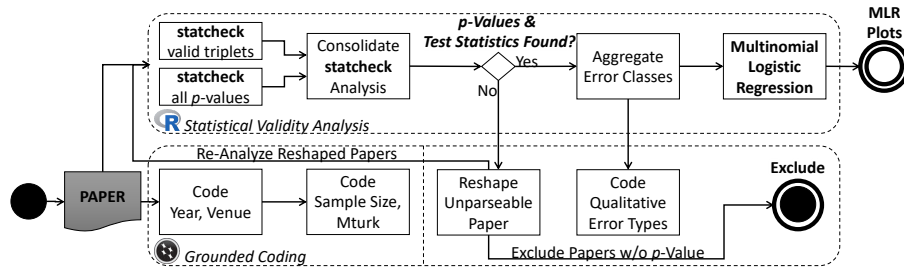 MLR
Plots
p-Values &
Test Statistics Found?
statcheck
valid triplets
statcheck
all p-values
Consolidate
statcheck
Analysis
Yes
No
Aggregate
Error Classes
Multinomial
Logistic
Regression
R
Statistical Validity Analysis
Re-Analyze Reshaped Papers
PAPER
Code
Year, Venue
Code
Sample Size,
Mturk
Reshape
Unparseable
Paper
Code
Qualitative
Error Types
Exclude
Exclude Papers w/o p-Value
Grounded Coding